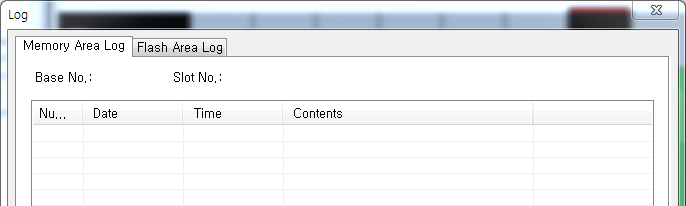 Log
Memory Area Log Flash Area Log
Base No.: Slot No.:
Nu... Date Time Contents